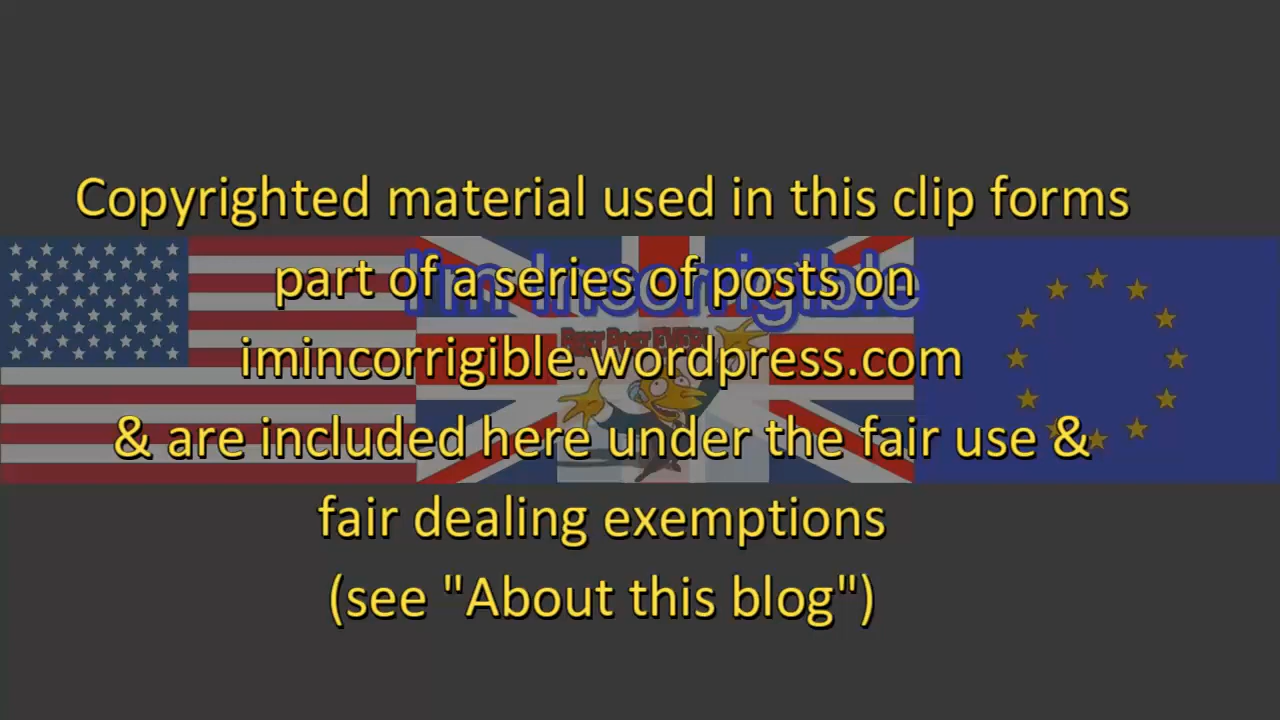 Copyrighted material used in this clip forms
part of a series of posts on
I'm Incorrigible
imincorrigible.wordpress.com
& are included here under the fair use &
fair dealing exemptions
(see "About this blog")